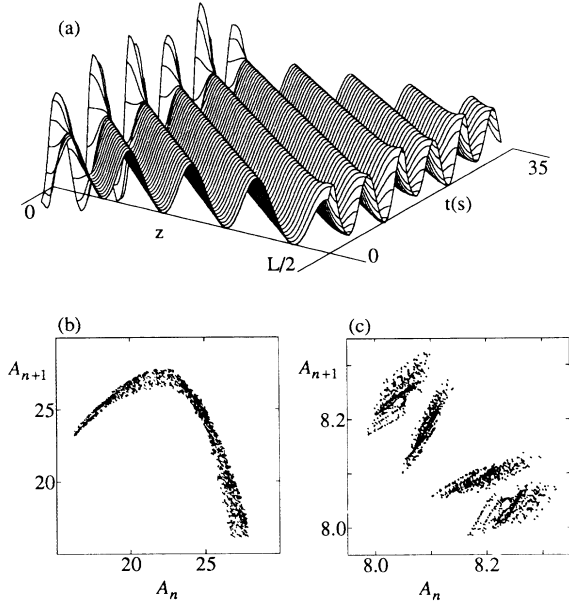 (a)
0
z
L/2
0
t(s)
35
(b)
A_{n+1}
25
20
20
25
A_n
(c)
A_{n+1}
8.2
8.0
8.0
8.2
A_n